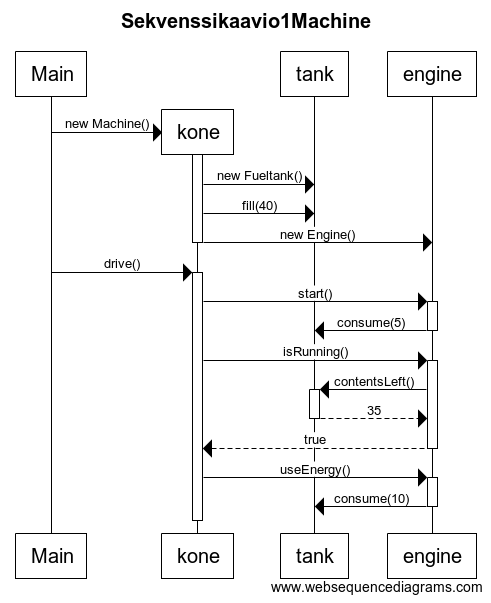 Sekvenssikaavio1Machine
Main
tank
engine
new Machine()
kone
new Fueltank()
fill(40)
new Engine()
drive()
start()
consume(5)
isRunning()
contentsLeft()
35
true
useEnergy()
consume(10)
Main
kone
tank
engine
www.websequencediagrams.com